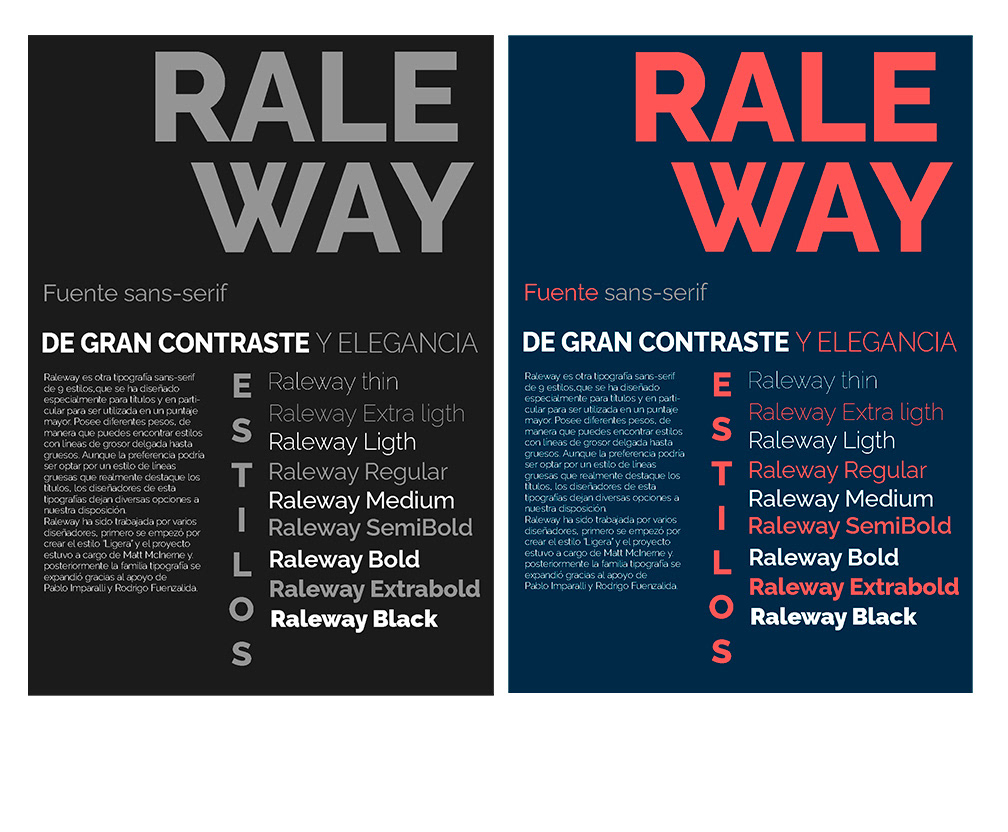 RALE
WAY
Fuente sans-serif
DE GRAN CONTRASTE Y ELEGANCIA
Raleway es otra tipografía sans-serif
de 9 estilos,que se ha diseñado
especialmente para títulos y en parti-
cular para ser utilizada en un puntaje
mayor. Posee diferentes pesos, de
manera que puedes encontrar estilos
con líneas de grosor delgada hasta
gruesos. Aunque la preferencia podría
ser optar por un estilo de líneas
gruesas que realmente destaque los
títulos, los diseñadores de esta
tipografías dejan diversas opciones a
nuestra disposición.
Raleway ha sido trabajada por varios
diseñadores, primero se empezó por
crear el estilo "Ligera" y el proyecto
estuvo a cargo de Matt McInerne y.
posteriormente la familia tipografía se
expandió gracias al apoyo de
Pablo Imparalli y Rodrigo Fuenzalida.
E
S
T
I
L
O
S
Raleway thin
Raleway Extra ligth
Raleway Ligth
Raleway Regular
Raleway Medium
Raleway SemiBold
Raleway Bold
Raleway Extrabold
Raleway Black
RALE
WAY
Fuente sans-serif
DE GRAN CONTRASTE Y ELEGANCIA
Raleway es otra tipografía sans-serif
de 9 estilos,que se ha diseñado
especialmente para títulos y en parti-
cular para ser utilizada en un puntaje
mayor. Posee diferentes pesos, de
manera que puedes encontrar estilos
con líneas de grosor delgada hasta
gruesos. Aunque la preferencia podría
ser optar por un estilo de líneas
gruesas que realmente destaque los
títulos, los diseñadores de esta
tipografías dejan diversas opciones a
nuestra disposición.
Raleway ha sido trabajada por varios
diseñadores, primero se empezó por
crear el estilo "Ligera" y el proyecto
estuvo a cargo de Matt McInerne y.
posteriormente la familia tipografía se
expandió gracias al apoyo de
Pablo Imparalli y Rodrigo Fuenzalida.
E
S
T
I
L
O
S
Raleway thin
Raleway Extra ligth
Raleway Ligth
Raleway Regular
Raleway Medium
Raleway SemiBold
Raleway Bold
Raleway Extrabold
Raleway Black